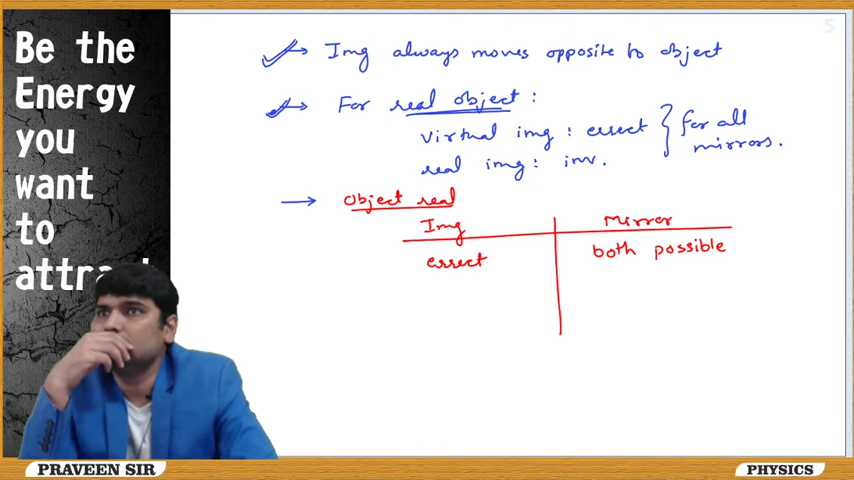 Be the
Energy
you
want
to
5
Img always moves opposite to object
For real object :
virtual img : errect
real img : inv.
} for all
mirrors.
Object real
Img
Mirror
errect
both possible
PRAVEEN SIR
PHYSICS